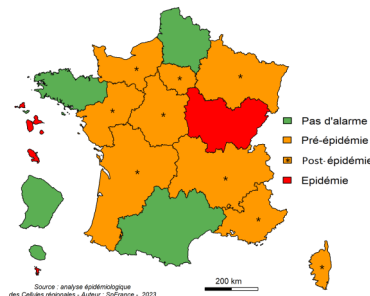 Pas d'alarme
Pré-épidémie
Post-épidémie
Epidémie
200 km
Source : analyse épidémiologique
des Cellules régionales - Auteur : SpFrance - 2023